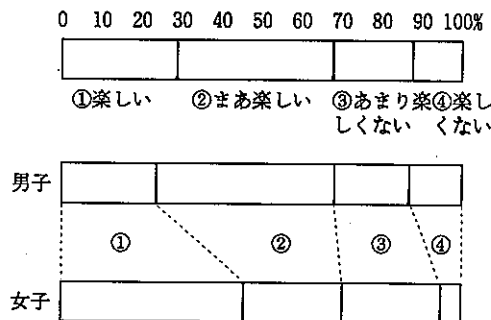 0 10 20 30 40 50 60 70 80 90 100%
①楽しい ②まあ楽しい ③あまり楽しくない ④楽しくない
男子
① ② ③ ④
女子